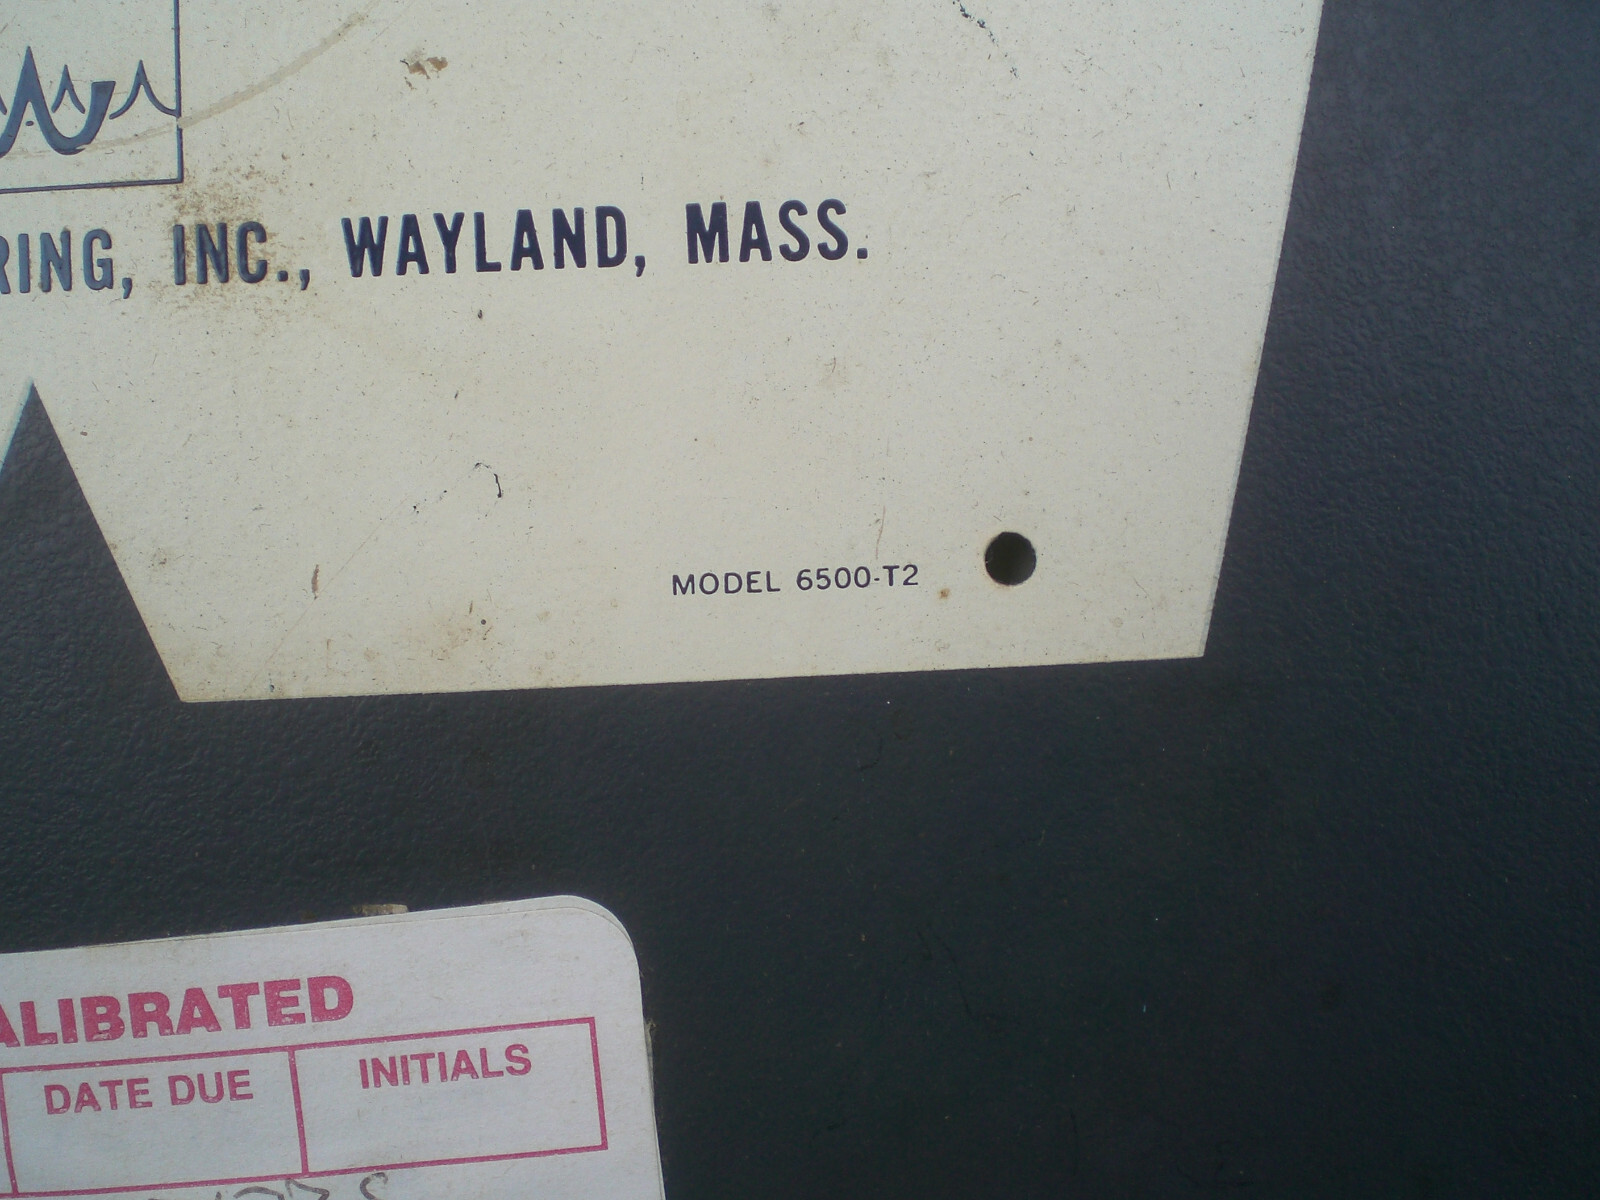 RING, INC., WAYLAND, MASS.
MODEL 6500-T2
ALIBRATED
DATE DUE
INITIALS